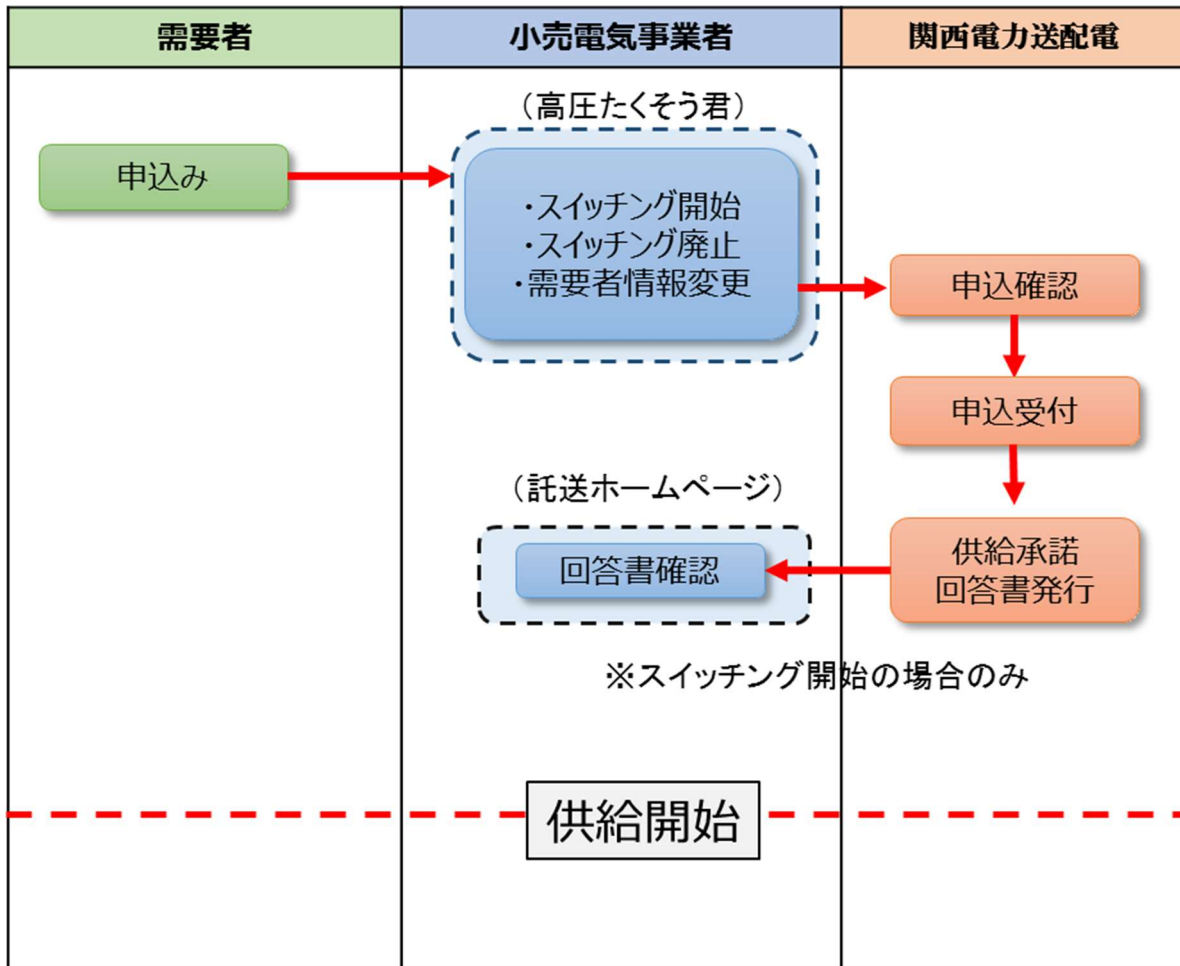 需要者
小売電気事業者
関西電力送配電
（高圧たくそう君）
申込み
・スイッチング開始
・スイッチング廃止
・需要者情報変更
申込確認
申込受付
（託送ホームページ）
供給承諾
回答書発行
回答書確認
※スイッチング開始の場合のみ
供給開始